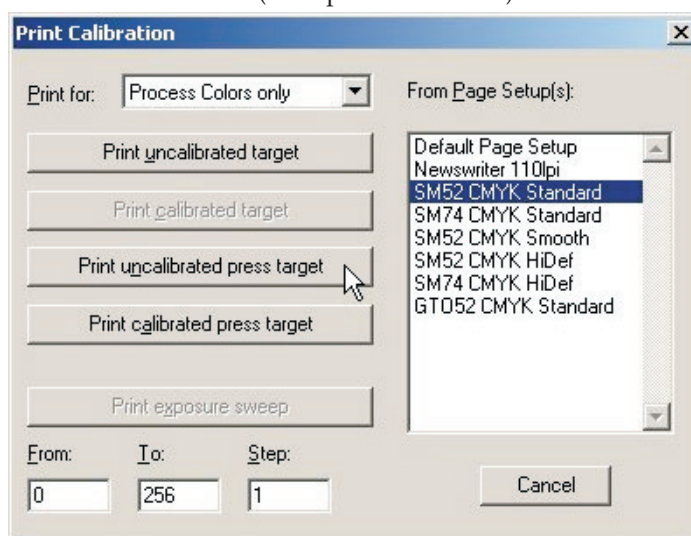 Print Calibration
Print for:
Process Colors only
Print uncalibrated target
Print calibrated target
Print uncalibrated press target
Print calibrated press target
Print exposure sweep
From:
To:
Step:
0
256
1
From Page Setup(s):
Default Page Setup
Newswriter 110lpi
SM52 CMYK Standard
SM74 CMYK Standard
SM52 CMYK Smooth
SM52 CMYK HiDef
SM74 CMYK HiDef
GTO52 CMYK Standard
Cancel